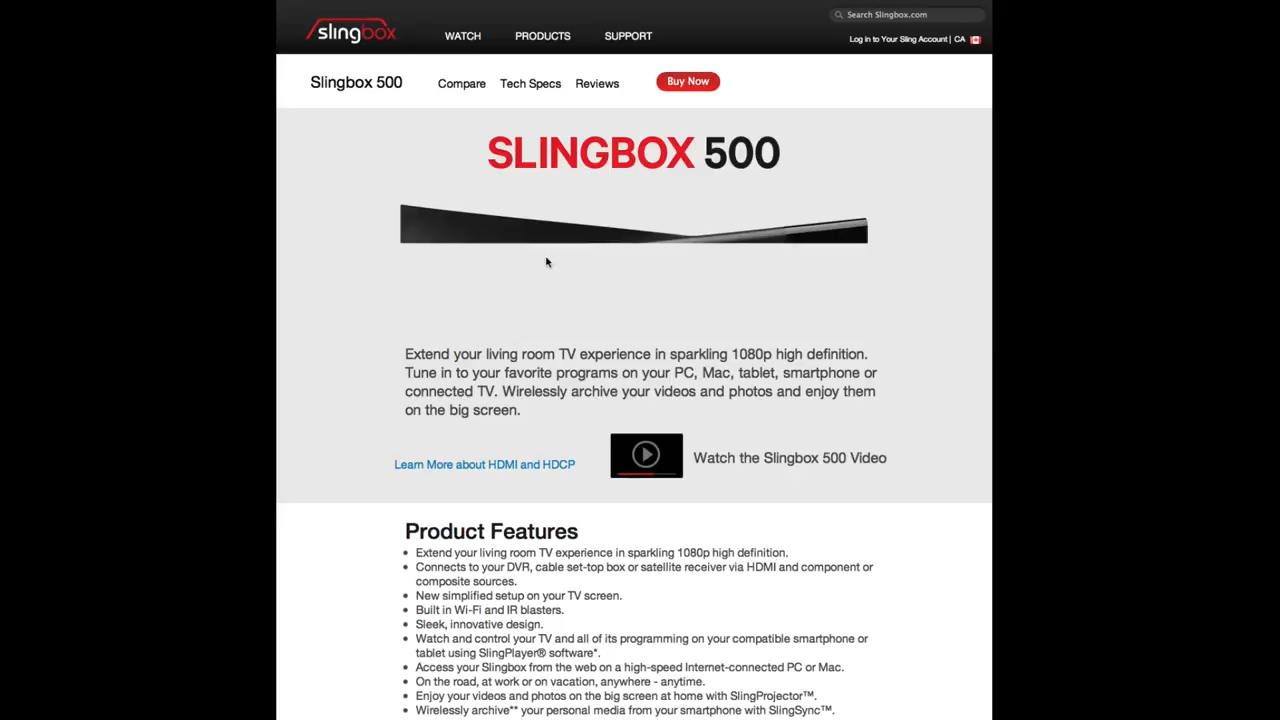 slingbox
WATCH PRODUCTS SUPPORT
Search Slingbox.com
Log in to Your Sling Account | CA
Slingbox 500
Compare Tech Specs Reviews
Buy Now
SLINGBOX 500
Extend your living room TV experience in sparkling 1080p high definition.
Tune in to your favorite programs on your PC, Mac, tablet, smartphone or
connected TV. Wirelessly archive your videos and photos and enjoy them
on the big screen.
Learn More about HDMI and HDCP
Watch the Slingbox 500 Video
Product Features
• Extend your living room TV experience in sparkling 1080p high definition.
• Connects to your DVR, cable set-top box or satellite receiver via HDMI and component or
composite sources.
• New simplified setup on your TV screen.
• Built in Wi-Fi and IR blasters.
• Sleek, innovative design.
• Watch and control your TV and all of its programming on your compatible smartphone or
tablet using SlingPlayer® software*.
• Access your Slingbox from the web on a high-speed Internet-connected PC or Mac.
• On the road, at work or on vacation, anywhere - anytime.
• Enjoy your videos and photos on the big screen at home with SlingProjector™.
• Wirelessly archive** your personal media from your smartphone with SlingSync™.